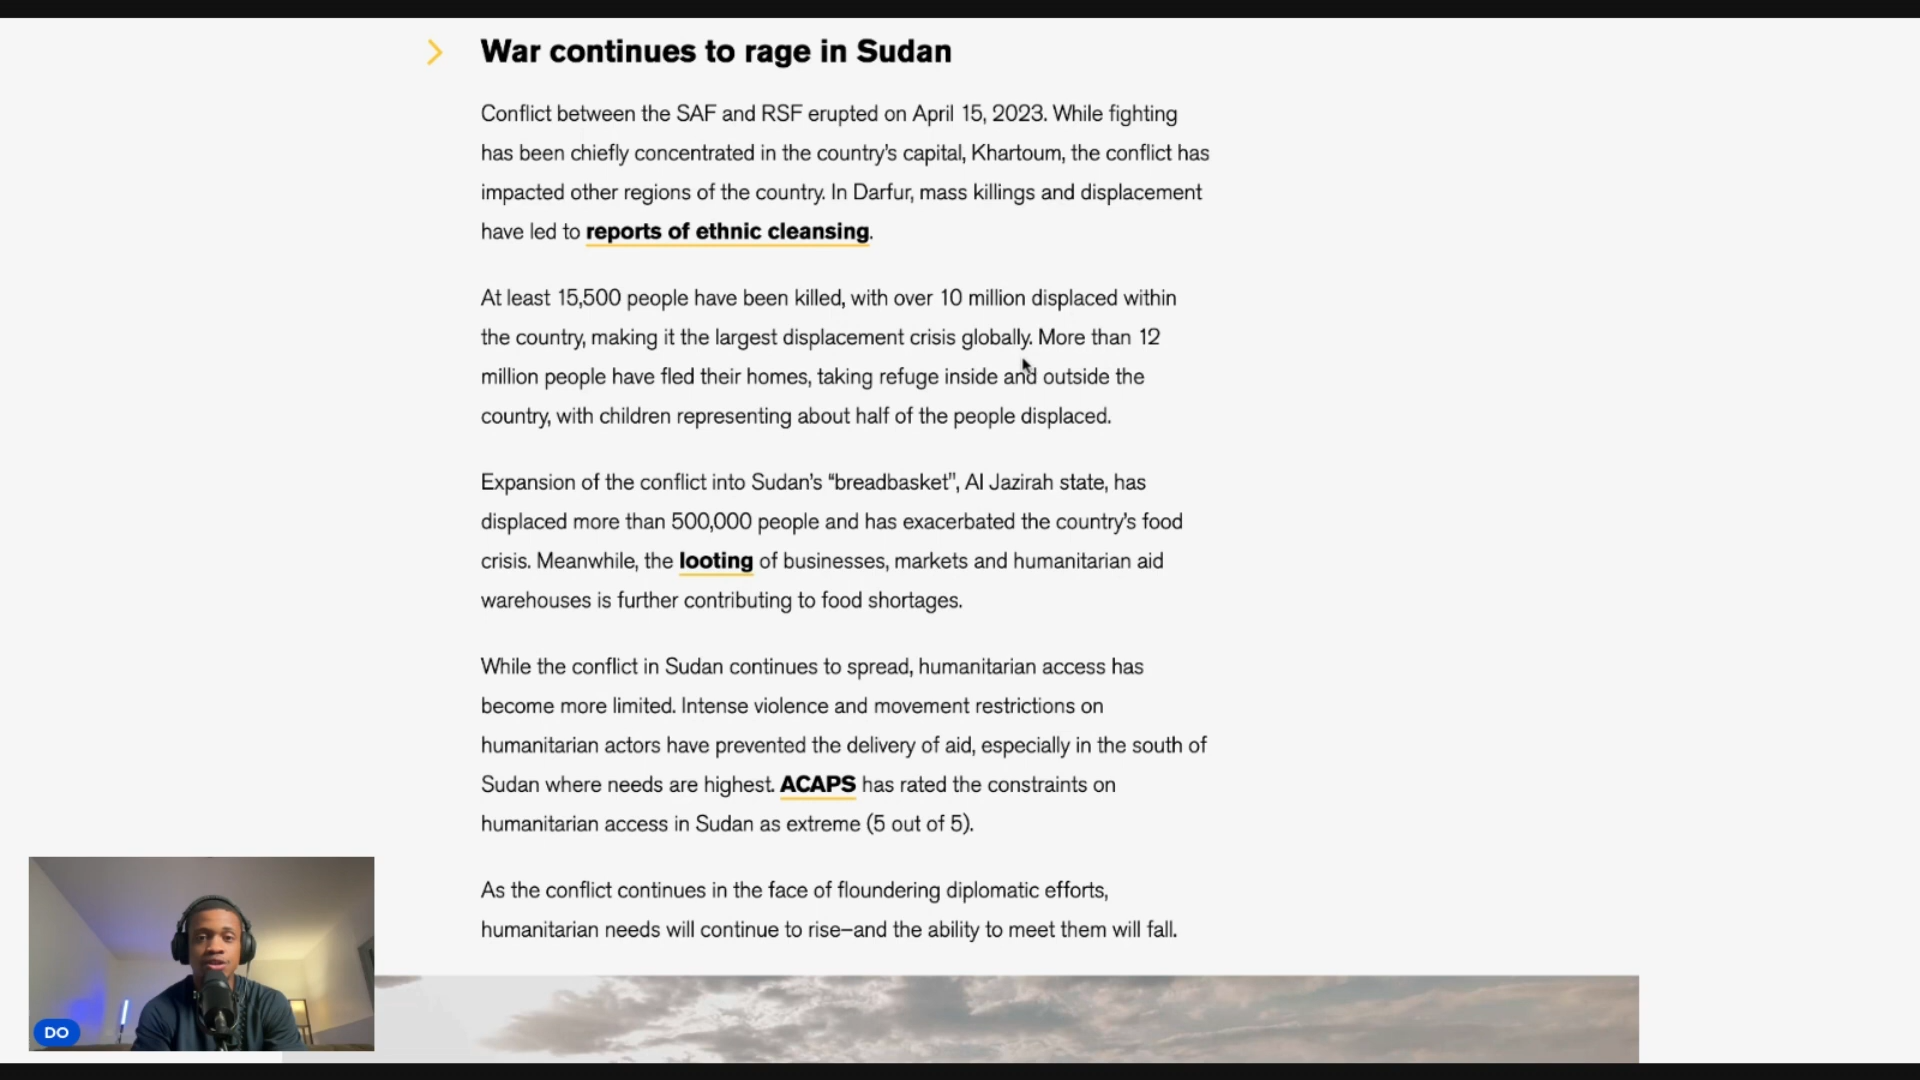 War continues to rage in Sudan
Conflict between the SAF and RSF erupted on April 15, 2023. While fighting
has been chiefly concentrated in the country's capital, Khartoum, the conflict has
impacted other regions of the country. In Darfur, mass killings and displacement
have led to reports of ethnic cleansing.
At least 15,500 people have been killed, with over 10 million displaced within
the country, making it the largest displacement crisis globally. More than 12
million people have fled their homes, taking refuge inside and outside the
country, with children representing about half of the people displaced.
Expansion of the conflict into Sudan's “breadbasket”, Al Jazirah state, has
displaced more than 500,000 people and has exacerbated the country's food
crisis. Meanwhile, the looting of businesses, markets and humanitarian aid
warehouses is further contributing to food shortages.
While the conflict in Sudan continues to spread, humanitarian access has
become more limited. Intense violence and movement restrictions on
humanitarian actors have prevented the delivery of aid, especially in the south of
Sudan where needs are highest. ACAPS has rated the constraints on
humanitarian access in Sudan as extreme (5 out of 5).
As the conflict continues in the face of floundering diplomatic efforts,
humanitarian needs will continue to rise–and the ability to meet them will fall.
DO